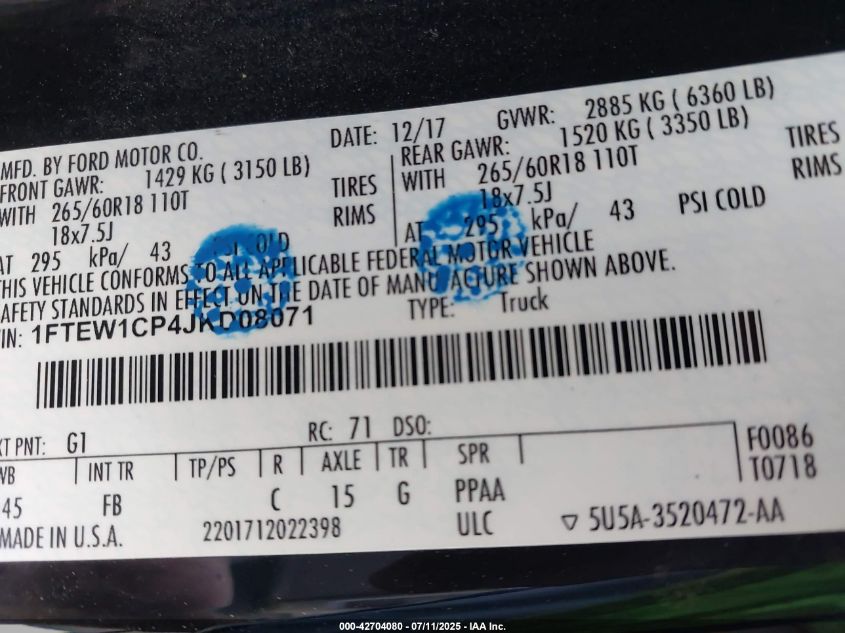 MFD. BY FORD MOTOR CO. DATE: 12/17 GVWR: 2885 KG ( 6360 LB)
FRONT GAWR: 1429 KG ( 3150 LB) REAR GAWR: 1520 KG ( 3350 LB)
WITH 265/60R18 110T TIRES WITH 265/60R18 110T TIRES
18x7.5J RIMS 18x7.5J RIMS
AT 295 kPa/ 43 PSI COLD AT 295 kPa/ 43 PSI COLD
THIS VEHICLE CONFORMS TO ALL APPLICABLE FEDERAL MOTOR VEHICLE
SAFETY STANDARDS IN EFFECT ON THE DATE OF MANUFACTURE SHOWN ABOVE.
VIN: 1FTEW1CP4JKD08071 TYPE: Truck
XT PNT: G1 RC: 71 DSO:
WB INT TR TP/PS R AXLE TR SPR F0086
45 FB C 15 G PPAA T0718
MADE IN U.S.A. 2201712022398 ULC ▽ 5U5A-3520472-AA
000-42704080 - 07/11/2025 - IAA Inc.